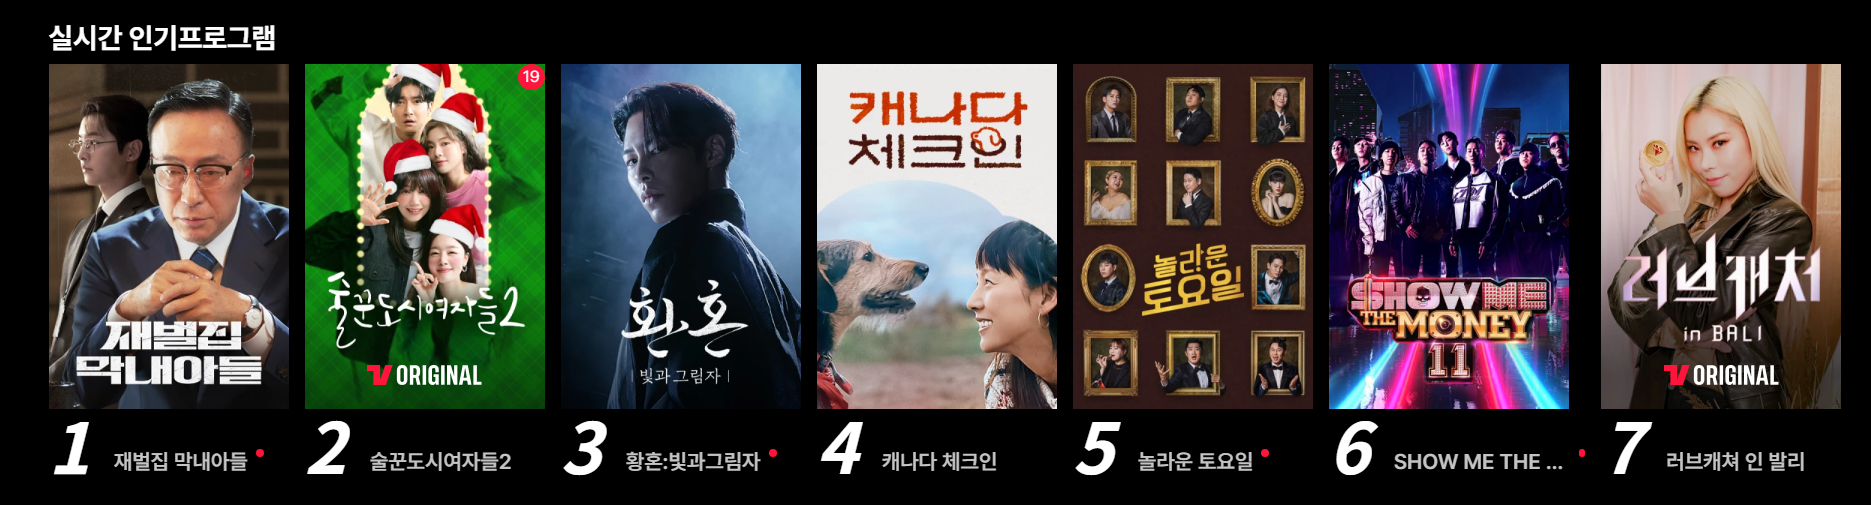 실시간 인기프로그램
재벌집
막내아들
19
술꾼도시여자들2
ORIGINAL
환혼
빛과 그림자
캐나다
체크인
놀라운
토요일
SHOW ME
THE MONEY
11
러브캐처
in BALI
ORIGINAL
1 재벌집 막내아들
2 술꾼도시여자들2
3 황혼:빛과그림자
4 캐나다 체크인
5 놀라운 토요일
6 SHOW ME THE ...
7 러브캐쳐 인 발리